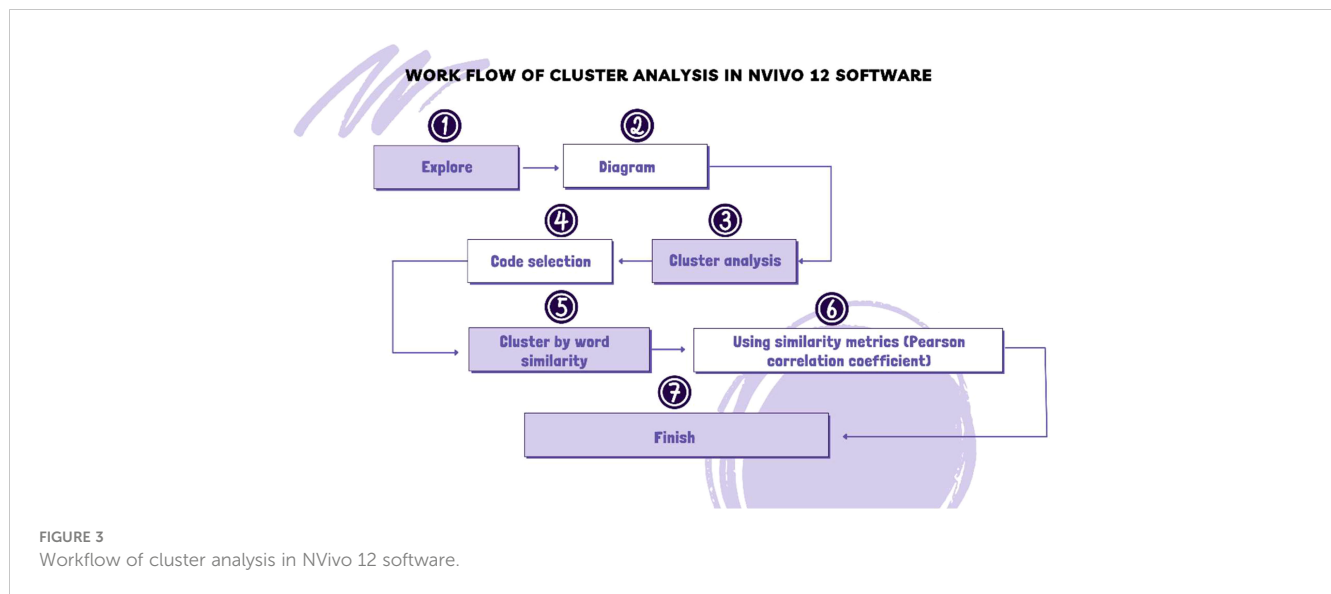 WORK FLOW OF CLUSTER ANALYSIS IN NVIVO 12 SOFTWARE
1
Explore
2
Diagram
3
Cluster analysis
4
Code selection
5
Cluster by word
similarity
6
Using similarity metrics (Pearson
correlation coefficient)
7
Finish
FIGURE 3
Workflow of cluster analysis in NVivo 12 software.